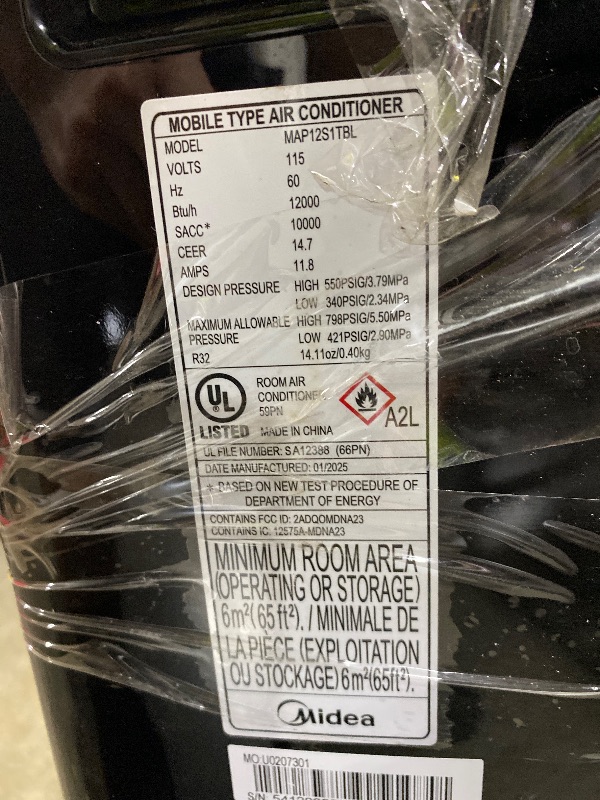 MOBILE TYPE AIR CONDITIONER
MODEL MAP12S1TBL
VOLTS 115
Hz 60
Btu/h 12000
SACC* 10000
CEER 14.7
AMPS 11.8
DESIGN PRESSURE HIGH 550PSIG/3.79MPa
LOW 340PSIG/2.34MPa
MAXIMUM ALLOWABLE HIGH 798PSIG/5.50MPa
PRESSURE LOW 421PSIG/2.90MPa
R32 14.11oz/0.40kg
UL ®
LISTED
ROOM AIR
CONDITIONER
59PN
MADE IN CHINA
A2L
UL FILE NUMBER: SA12388 (66PN)
DATE MANUFACTURED: 01/2025
* BASED ON NEW TEST PROCEDURE OF
DEPARTMENT OF ENERGY
CONTAINS FCC ID: 2ADQOMDNA23
CONTAINS IC: 12575A-MDNA23
MINIMUM ROOM AREA
(OPERATING OR STORAGE)
6m²(65ft²). / MINIMALE DE
LA PIÈCE (EXPLOITATION
OU STOCKAGE) 6m²(65ft²).
Midea
MO:U0207301
S/N: